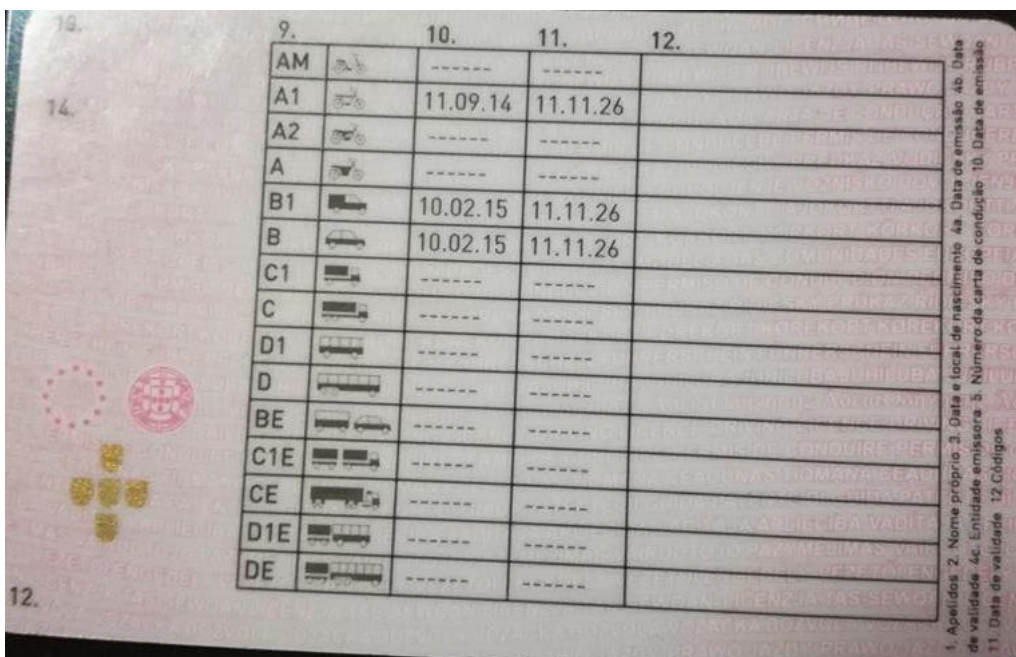 13.
14.
9. 10. 11. 12.
AM ------ ------
A1 11.09.14 11.11.26
A2 ------ ------
A ------ ------
B1 10.02.15 11.11.26
B 10.02.15 11.11.26
C1 ------ ------
C ------ ------
D1 ------ ------
D ------ ------
BE ------ ------
C1E ------ ------
CE ------ ------
D1E ------ ------
DE ------ ------
12.
1. Apelidos 2. Nome próprio 3. Data e local de nascimento 4a. Data de emissão 4b. Data
de validade 4c. Entidade emissora 5. Número da carta de condução 10. Data de emissão
11. Data de validade 12.Códigos